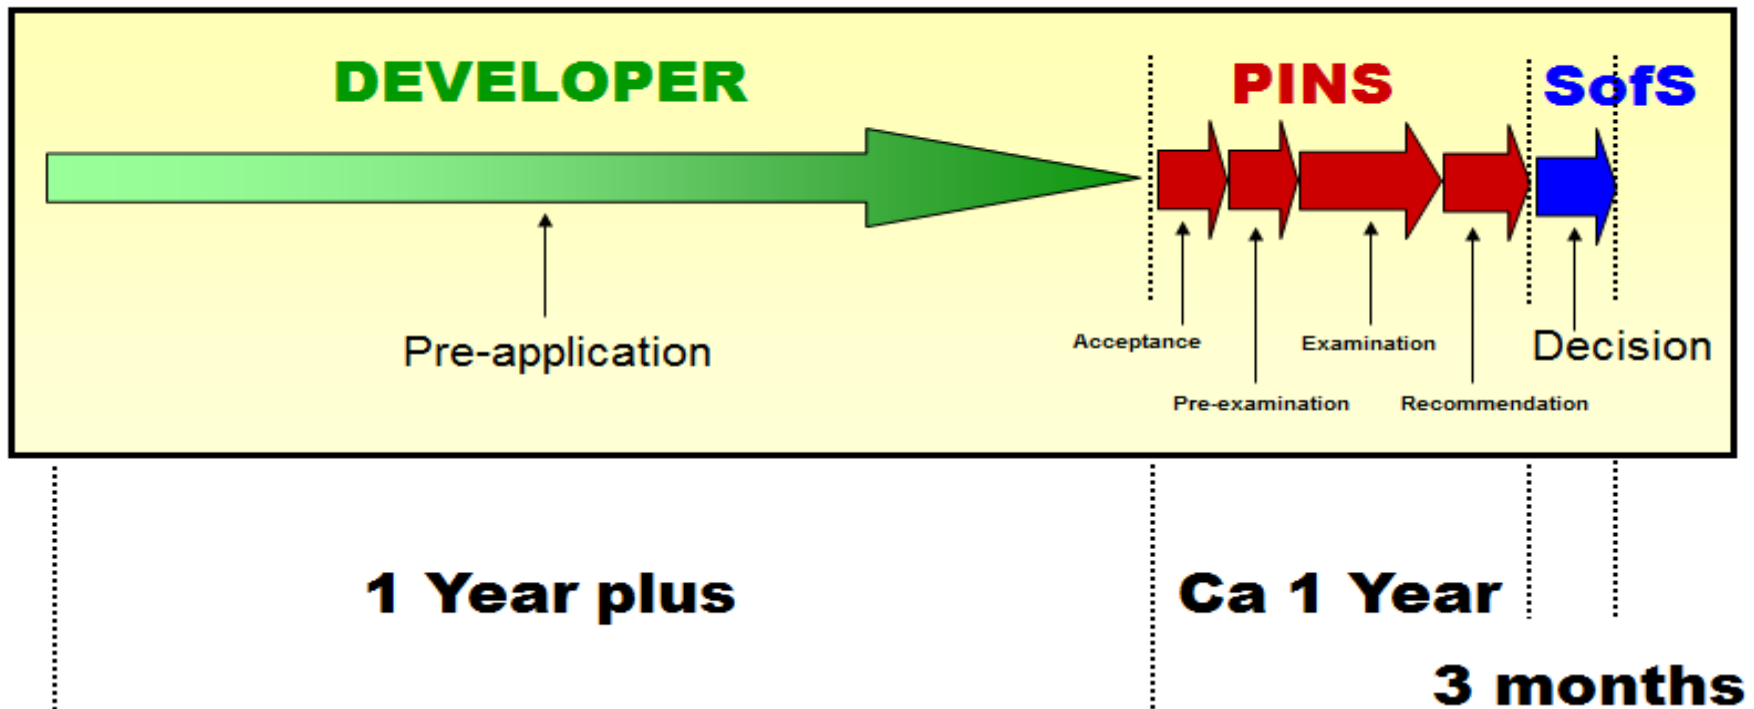 DEVELOPER
PINS
SofS
Pre-application
Acceptance
Examination
Decision
Pre-examination
Recommendation
1 Year plus
Ca 1 Year
3 months